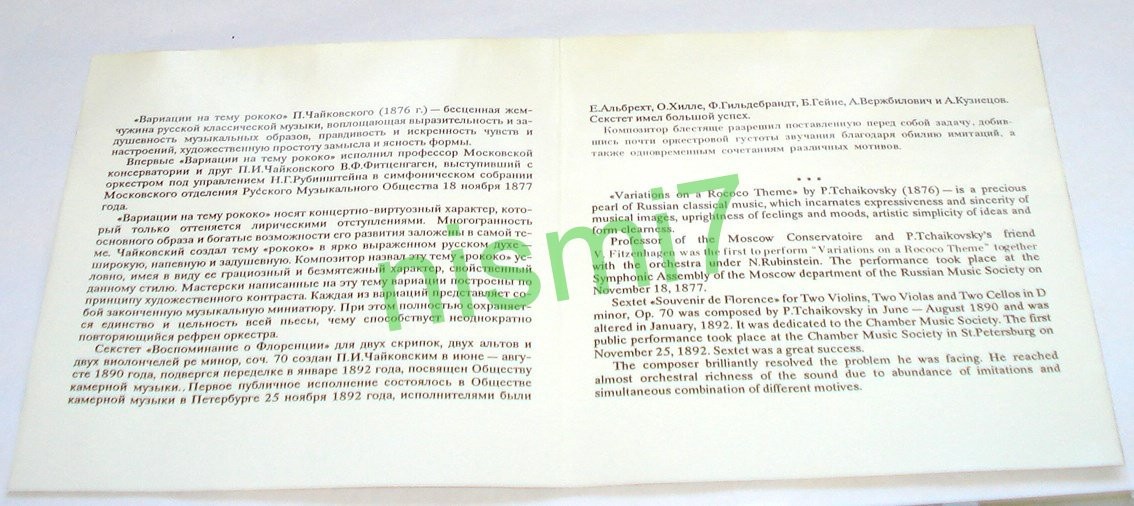 «Вариации на тему рококо» П.Чайковского (1876 г.) — бесценная жем-
чужина русской классической музыки, воплощающая выразительность и за-
душевность музыкальных образов, правдивость и искренность чувств и
настроений, художественную простоту замысла и ясность формы.
Впервые «Вариации на тему рококо» исполнил профессор Московской
консерватории и друг П.И.Чайковского В.Ф.Фитценгаген, выступивший с
оркестром под управлением Н.Г.Рубинштейна в симфоническом собрании
Московского отделения Русского Музыкального Общества 18 ноября 1877
года.
«Вариации на тему рококо» носят концертно-виртуозный характер, кото-
рый только оттеняется лирическими отступлениями. Многогранность
основного образа и богатые возможности его развития заложены в самой те-
ме. Чайковский создал тему «рококо» в ярко выраженном русском духе —
широкую, напевную и задушевную. Композитор назвал эту тему «рококо» ус-
ловно, имея в виду ее грациозный и безмятежный характер, свойственный
данному стилю. Мастерски написанные на эту тему вариации построены по
принципу художественного контраста. Каждая из вариаций представляет со-
бой законченную музыкальную миниатюру. При этом полностью сохраняет-
ся единство и цельность всей пьесы, чему способствует неоднократно
повторяющийся рефрен оркестра.
Секстет «Воспоминание о Флоренции» для двух скрипок, двух альтов и
двух виолончелей ре минор, соч. 70 создан П.И.Чайковским в июне — авгу-
сте 1890 года, подвергся переделке в январе 1892 года, посвящен Обществу
камерной музыки.. Первое публичное исполнение состоялось в Обществе
камерной музыки в Петербурге 25 ноября 1892 года, исполнителями были
Е.Альбрехт, О.Хилле, Ф.Гильдебрандт, Б.Гейне, А.Вержбилович и А.Кузнецов.
Секстет имел большой успех.
Композитор блестяще разрешил поставленную перед собой задачу, добив-
шись почти оркестровой густоты звучания благодаря обилию имитаций, а
также одновременным сочетаниям различных мотивов.
* * *
«Variations on a Rococo Theme» by P.Tchaikovsky (1876) — is a precious
pearl of Russian classical music, which incarnates expressiveness and sincerity of
musical images, uprightness of feelings and moods, artistic simplicity of ideas and
form clearness.
Professor of the Moscow Conservatoire and P.Tchaikovsky's friend
V. Fitzenhagen was the first to perform "Variations on a Rococo Theme" together
with the orchestra under N.Rubinstein. The performance took place at the
Symphonic Assembly of the Moscow department of the Russian Music Society on
November 18, 1877.
Sextet «Souvenir de Florence» for Two Violins, Two Violas and Two Cellos in D
minor, Op. 70 was composed by P.Tchaikovsky in June — August 1890 and was
altered in January, 1892. It was dedicated to the Chamber Music Society. The first
public performance took place at the Chamber Music Society in St.Petersburg on
November 25, 1892. Sextet was a great success.
The composer brilliantly resolved the problem he was facing. He reached
almost orchestral richness of the sound due to abundance of imitations and
simultaneous combination of different motives.
nismi7